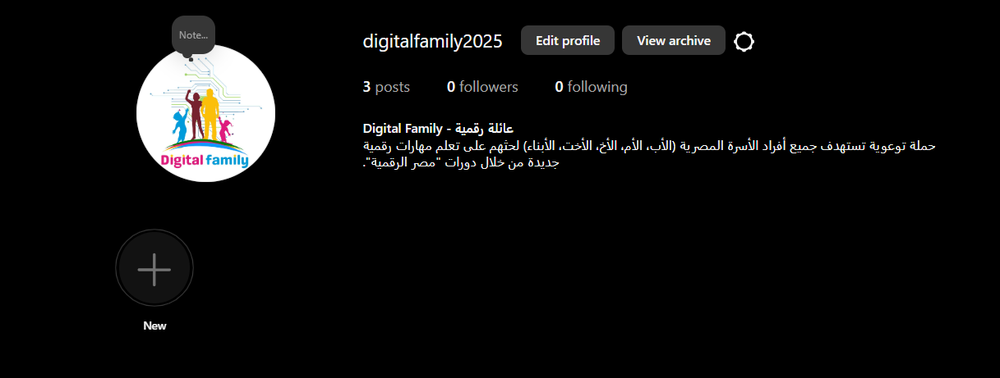 Note...
digitalfamily2025
Edit profile
View archive
3 posts
0 followers
0 following
Digital family
Digital Family - عائلة رقمية
حملة توعوية تستهدف جميع أفراد الأسرة المصرية (الأب، الأم، الأخ، الأخت، الأبناء) لحثهم على تعلم مهارات رقمية
جديدة من خلال دورات "مصر الرقمية".
New